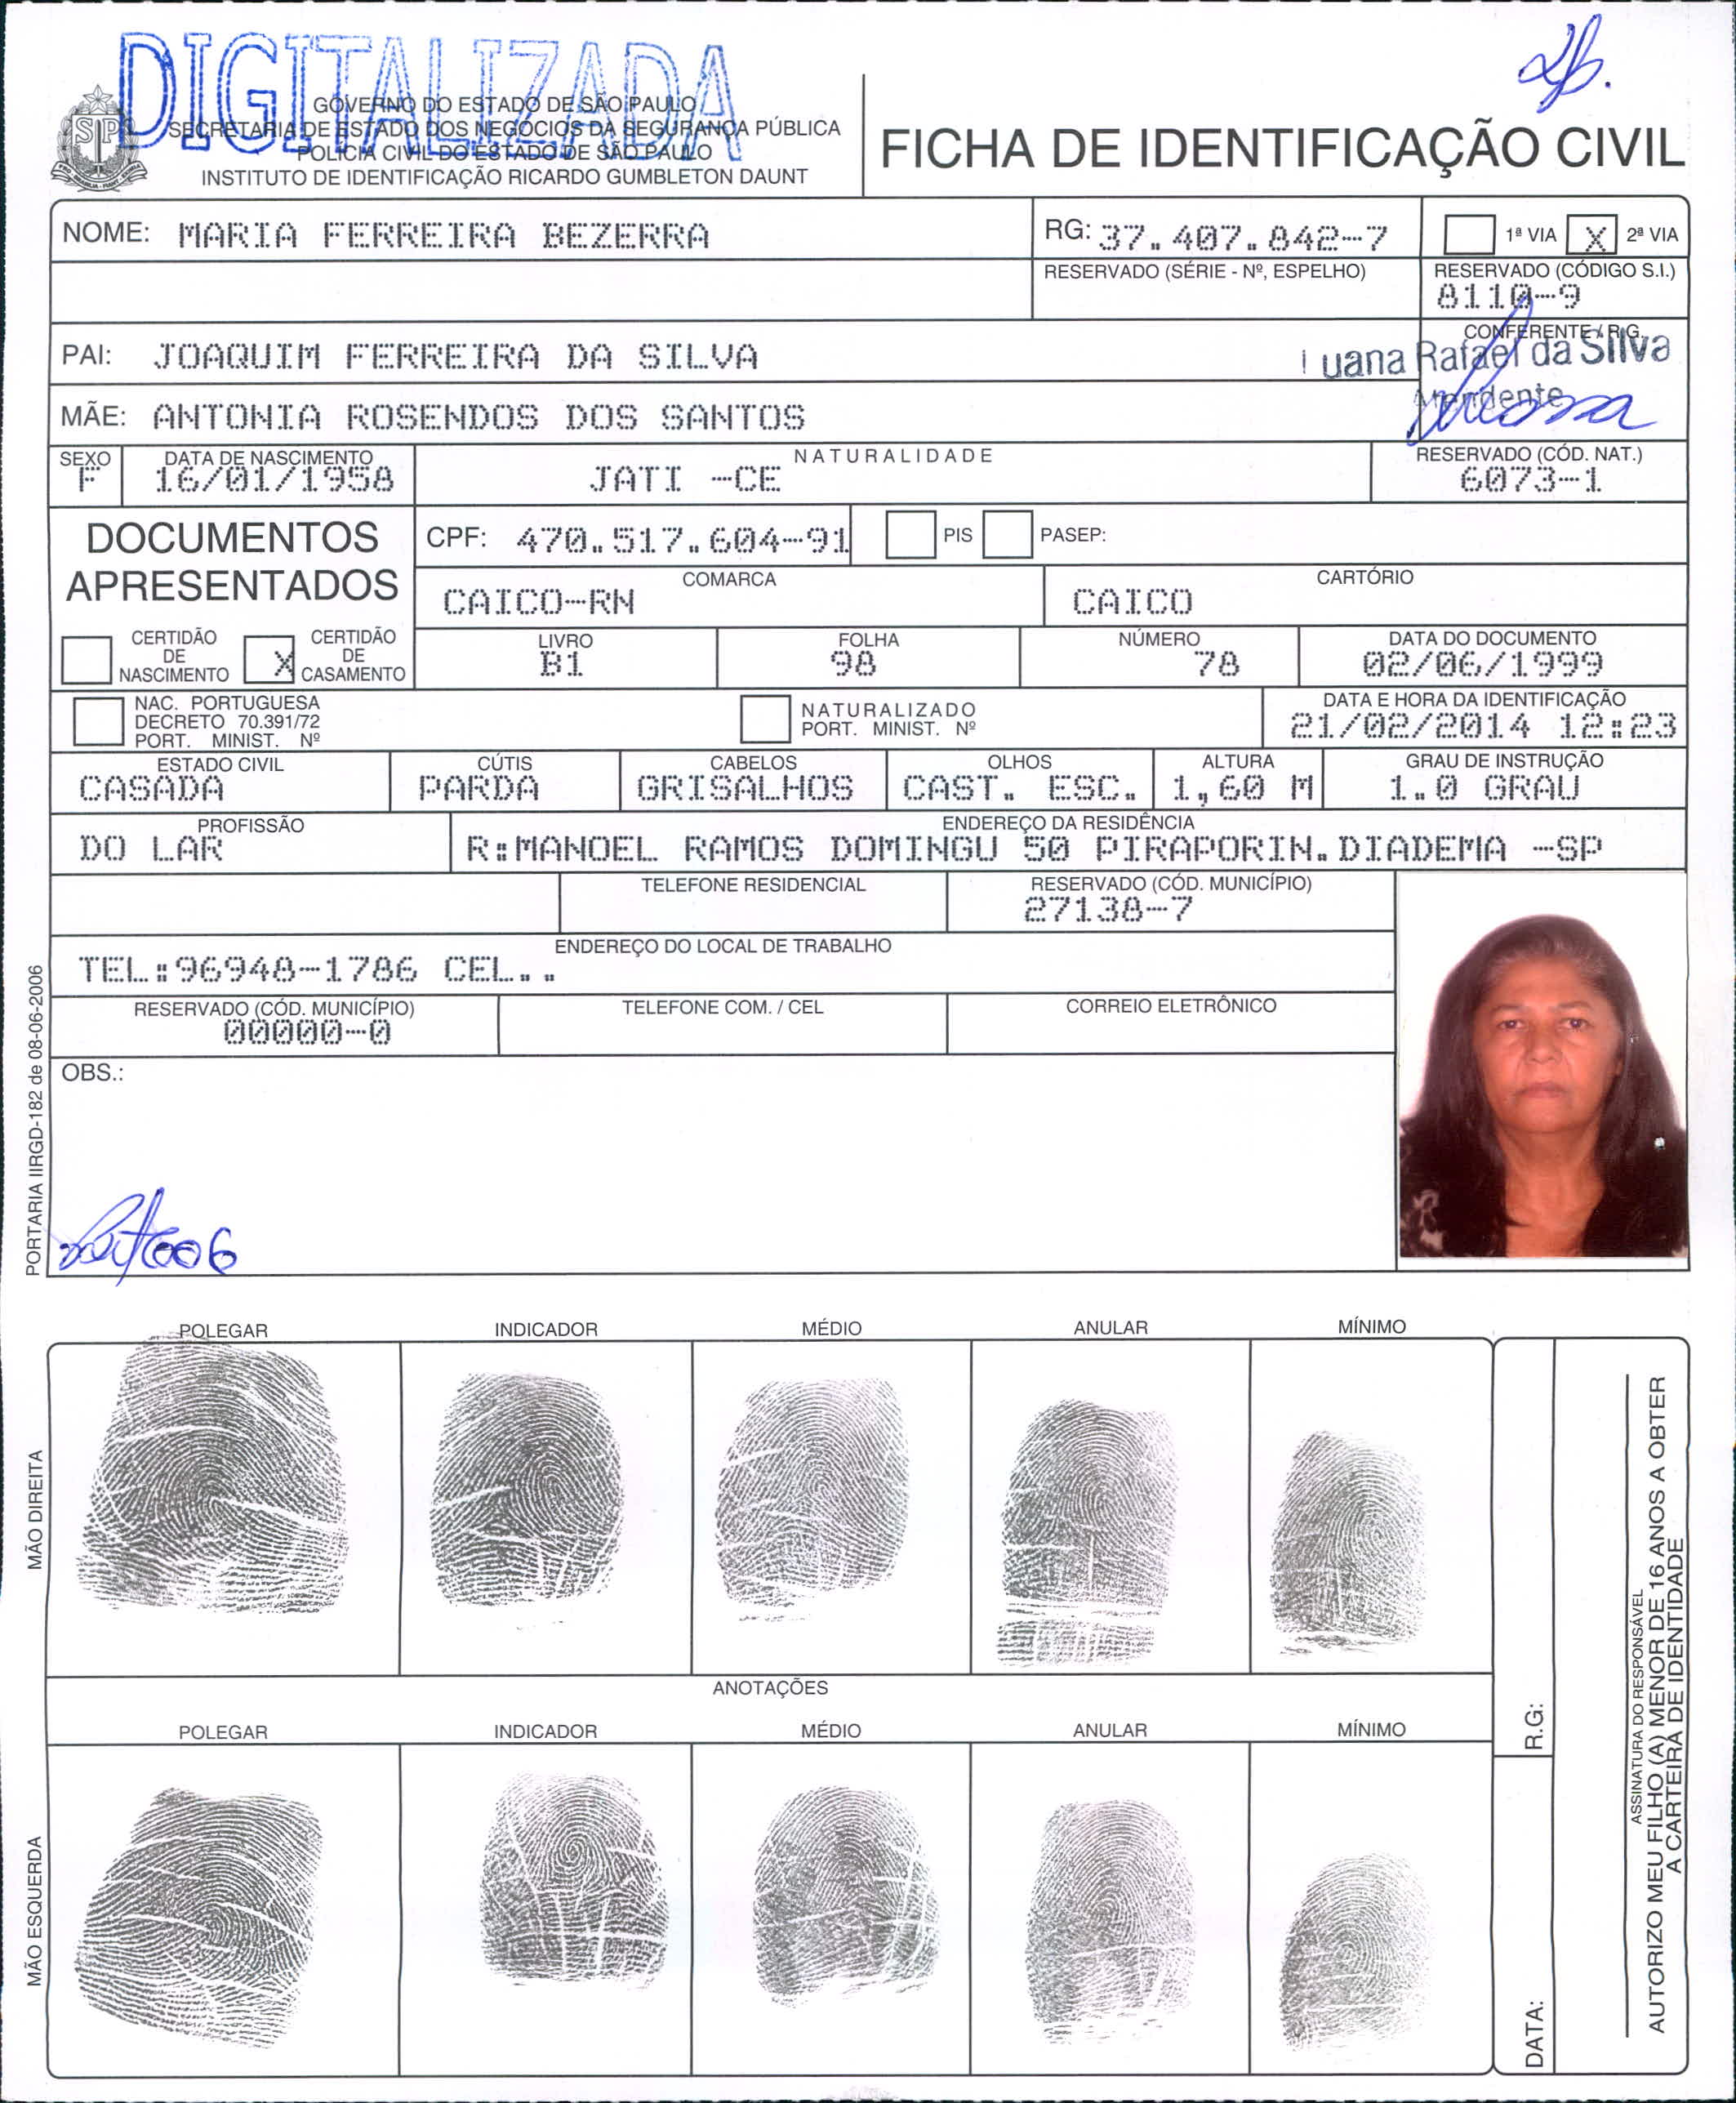 DIGITALIZADA
GOVERNO DO ESTADO DE SÃO PAULO
SECRETARIA DE ESTADO DOS NEGÓCIOS DA SEGURANÇA PÚBLICA
POLÍCIA CIVIL DO ESTADO DE SÃO PAULO
INSTITUTO DE IDENTIFICAÇÃO RICARDO GUMBLETON DAUNT
FICHA DE IDENTIFICAÇÃO CIVIL
NOME: MARIA FERREIRA BEZERRA
RG: 37.407.842-7
1ª VIA X 2ª VIA
RESERVADO (SÉRIE - Nº, ESPELHO)
RESERVADO (CÓDIGO S.I.)
8110-9
PAI: JOAQUIM FERREIRA DA SILVA
CONFERENTE / R.G.
Luana Rafael da Silva
Atendente
MÃE: ANTONIA ROSENDOS DOS SANTOS
SEXO
F
DATA DE NASCIMENTO
16/01/1958
NATURALIDADE
JATI -CE
RESERVADO (CÓD. NAT.)
6073-1
DOCUMENTOS
APRESENTADOS
CPF: 470.517.604-91
PIS
PASEP:
COMARCA
CAICO-RN
CARTÓRIO
CAICO
CERTIDÃO
DE
NASCIMENTO
X
CERTIDÃO
DE
CASAMENTO
LIVRO
B1
FOLHA
98
NÚMERO
78
DATA DO DOCUMENTO
02/06/1999
NAC. PORTUGUESA
DECRETO 70.391/72
PORT. MINIST. Nº
NATURALIZADO
PORT. MINIST. Nº
DATA E HORA DA IDENTIFICAÇÃO
21/02/2014 12:23
ESTADO CIVIL
CASADA
CÚTIS
PARDA
CABELOS
GRISALHOS
OLHOS
CAST. ESC.
ALTURA
1,60 M
GRAU DE INSTRUÇÃO
1.0 GRAU
PROFISSÃO
DO LAR
ENDEREÇO DA RESIDÊNCIA
R:MANOEL RAMOS DOMINGU 50 PIRAPORIN.DIADEMA -SP
TELEFONE RESIDENCIAL
RESERVADO (CÓD. MUNICÍPIO)
27138-7
ENDEREÇO DO LOCAL DE TRABALHO
TEL:96948-1786 CEL..
RESERVADO (CÓD. MUNICÍPIO)
00000-0
TELEFONE COM. / CEL
CORREIO ELETRÔNICO
OBS.:
PORTARIA IIRGD-182 de 08-06-2006
POLEGAR INDICADOR MÉDIO ANULAR MÍNIMO
MÃO DIREITA
ANOTAÇÕES
POLEGAR INDICADOR MÉDIO ANULAR MÍNIMO
MÃO ESQUERDA
R.G.:
DATA:
ASSINATURA DO RESPONSÁVEL
AUTORIZO MEU FILHO (A) MENOR DE 16 ANOS A OBTER
A CARTEIRA DE IDENTIDADE